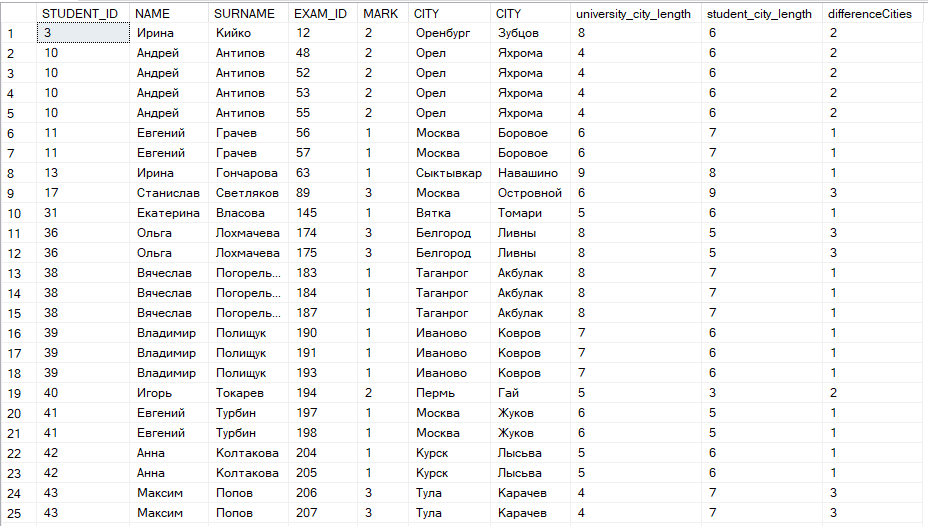 STUDENT_ID NAME SURNAME EXAM_ID MARK CITY CITY university_city_length student_city_length differenceCities
1 3 Ирина Кийко 12 2 Оренбург Зубцов 8 6 2
2 10 Андрей Антипов 48 2 Орел Яхрома 4 6 2
3 10 Андрей Антипов 52 2 Орел Яхрома 4 6 2
4 10 Андрей Антипов 53 2 Орел Яхрома 4 6 2
5 10 Андрей Антипов 55 2 Орел Яхрома 4 6 2
6 11 Евгений Грачев 56 1 Москва Боровое 6 7 1
7 11 Евгений Грачев 57 1 Москва Боровое 6 7 1
8 13 Ирина Гончарова 63 1 Сыктывкар Навашино 9 8 1
9 17 Станислав Светляков 89 3 Москва Островной 6 9 3
10 31 Екатерина Власова 145 1 Вятка Томари 5 6 1
11 36 Ольга Лохмачева 174 3 Белгород Ливны 8 5 3
12 36 Ольга Лохмачева 175 3 Белгород Ливны 8 5 3
13 38 Вячеслав Погорель... 183 1 Таганрог Акбулак 8 7 1
14 38 Вячеслав Погорель... 184 1 Таганрог Акбулак 8 7 1
15 38 Вячеслав Погорель... 187 1 Таганрог Акбулак 8 7 1
16 39 Владимир Полищук 190 1 Иваново Ковров 7 6 1
17 39 Владимир Полищук 191 1 Иваново Ковров 7 6 1
18 39 Владимир Полищук 193 1 Иваново Ковров 7 6 1
19 40 Игорь Токарев 194 2 Пермь Гай 5 3 2
20 41 Евгений Турбин 197 1 Москва Жуков 6 5 1
21 41 Евгений Турбин 198 1 Москва Жуков 6 5 1
22 42 Анна Колтакова 204 1 Курск Лысьва 5 6 1
23 42 Анна Колтакова 205 1 Курск Лысьва 5 6 1
24 43 Максим Попов 206 3 Тула Карачев 4 7 3
25 43 Максим Попов 207 3 Тула Карачев 4 7 3